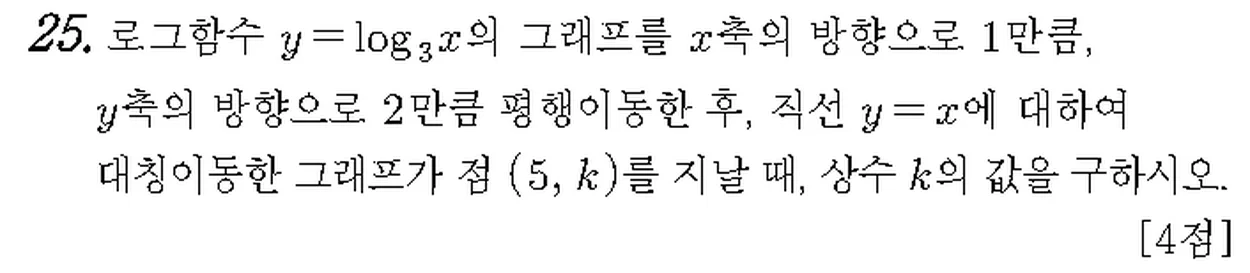 25. 로그함수 y=log₃x의 그래프를 x축의 방향으로 1만큼,
y축의 방향으로 2만큼 평행이동한 후, 직선 y=x에 대하여
대칭이동한 그래프가 점 (5, k)를 지날 때, 상수 k의 값을 구하시오.
[4점]